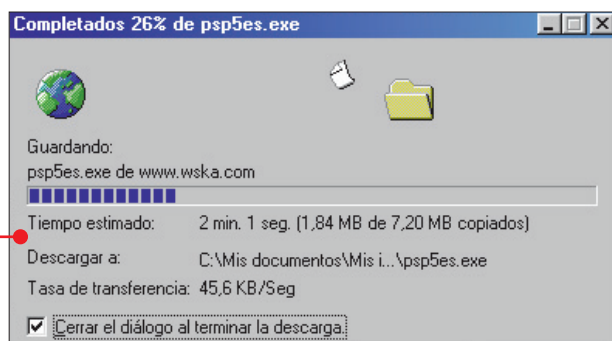 Completados 26% de psp5es.exe
Guardando:
psp5es.exe de www.wska.com
Tiempo estimado: 2 min. 1 seg. (1,84 MB de 7,20 MB copiados)
Descargar a: C:\Mis documentos\Mis i...\psp5es.exe
Tasa de transferencia: 45,6 KB/Seg
Cerrar el diálogo al terminar la descarga.